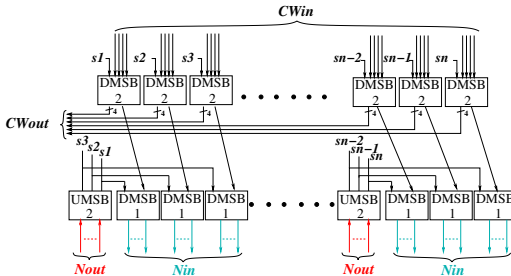 CWin
s1 s2 s3 sn-2 sn-1 sn
DMSB DMSB DMSB DMSB DMSB DMSB
2 2 2 2 2 2
4 4 4 4 4 4
CWout
s3 s2 s1 sn-2 sn-1 sn
UMSB DMSB DMSB DMSB UMSB DMSB DMSB DMSB
2 1 1 1 2 1 1 1
Nout Nin Nout Nin